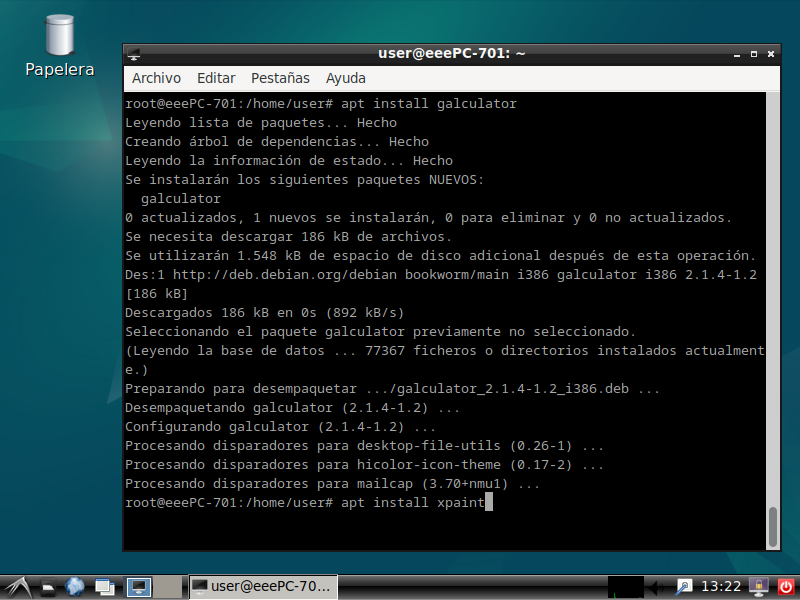 Papelera
user@eeePC-701: ~
Archivo Editar Pestañas Ayuda
root@eeePC-701:/home/user# apt install galculator
Leyendo lista de paquetes... Hecho
Creando árbol de dependencias... Hecho
Leyendo la información de estado... Hecho
Se instalarán los siguientes paquetes NUEVOS:
  galculator
0 actualizados, 1 nuevos se instalarán, 0 para eliminar y 0 no actualizados.
Se necesita descargar 186 kB de archivos.
Se utilizarán 1.548 kB de espacio de disco adicional después de esta operación.
Des:1 http://deb.debian.org/debian bookworm/main i386 galculator i386 2.1.4-1.2
[186 kB]
Descargados 186 kB en 0s (892 kB/s)
Seleccionando el paquete galculator previamente no seleccionado.
(Leyendo la base de datos ... 77367 ficheros o directorios instalados actualment
e.)
Preparando para desempaquetar .../galculator_2.1.4-1.2_i386.deb ...
Desempaquetando galculator (2.1.4-1.2) ...
Configurando galculator (2.1.4-1.2) ...
Procesando disparadores para desktop-file-utils (0.26-1) ...
Procesando disparadores para hicolor-icon-theme (0.17-2) ...
Procesando disparadores para mailcap (3.70+nmu1) ...
root@eeePC-701:/home/user# apt install xpaint
user@eeePC-70... 13:22